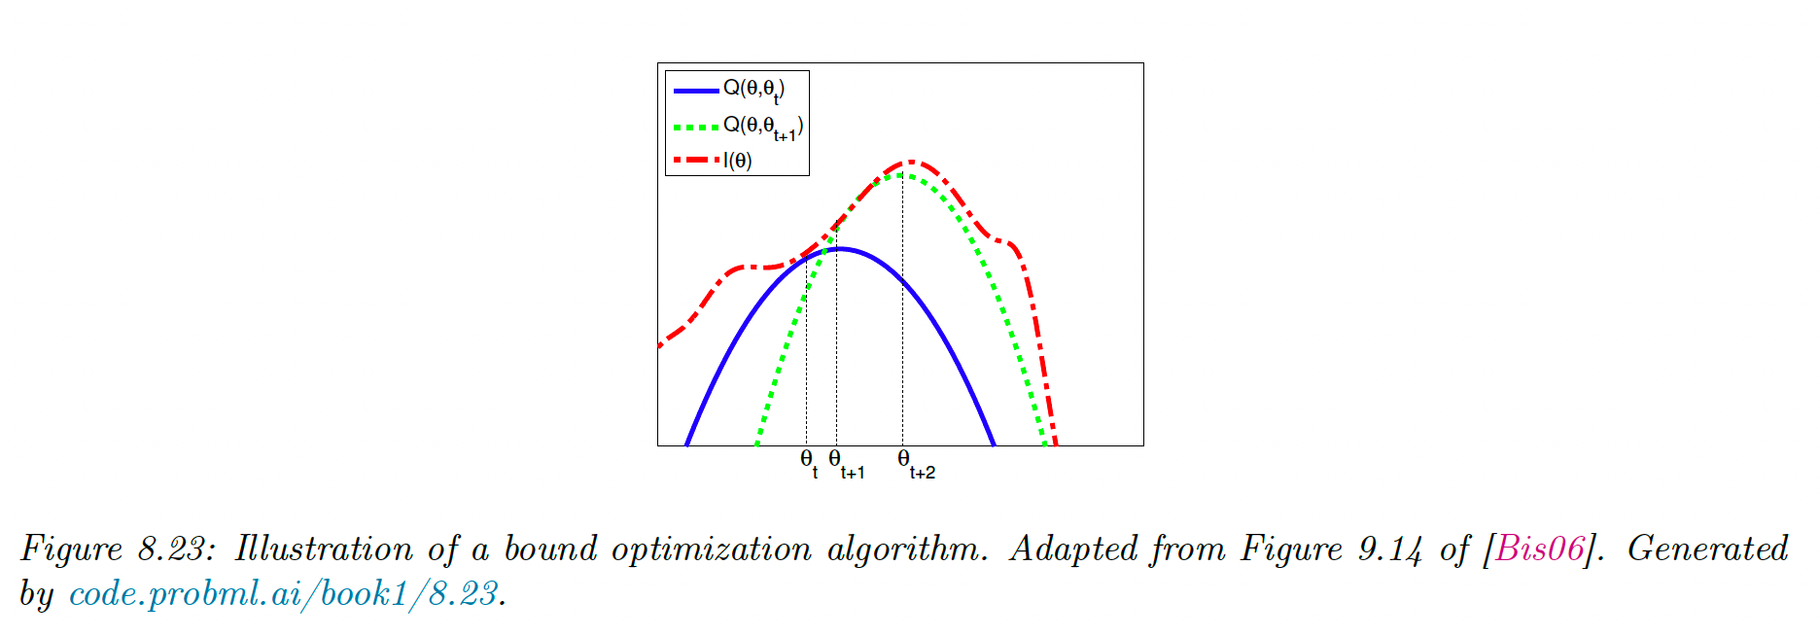 Q(θ,θt)
Q(θ,θt+1)
l(θ)
θt θt+1 θt+2
Figure 8.23: Illustration of a bound optimization algorithm. Adapted from Figure 9.14 of [Bis06]. Generated
by code.probml.ai/book1/8.23.